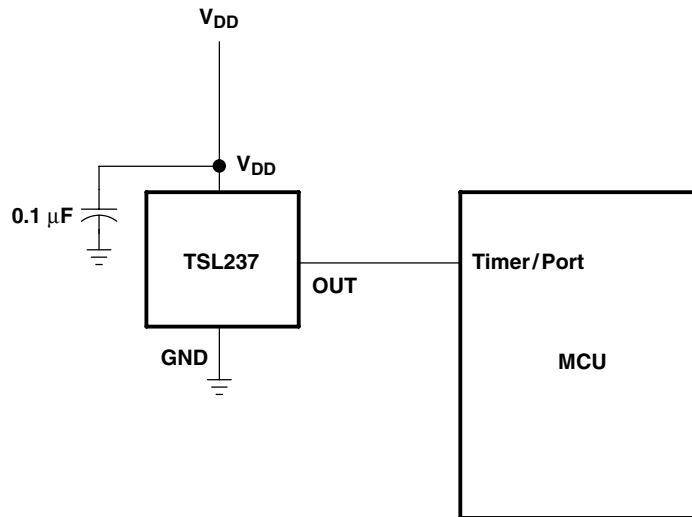 VDD
VDD
0.1 μF
TSL237
OUT
Timer/Port
GND
MCU